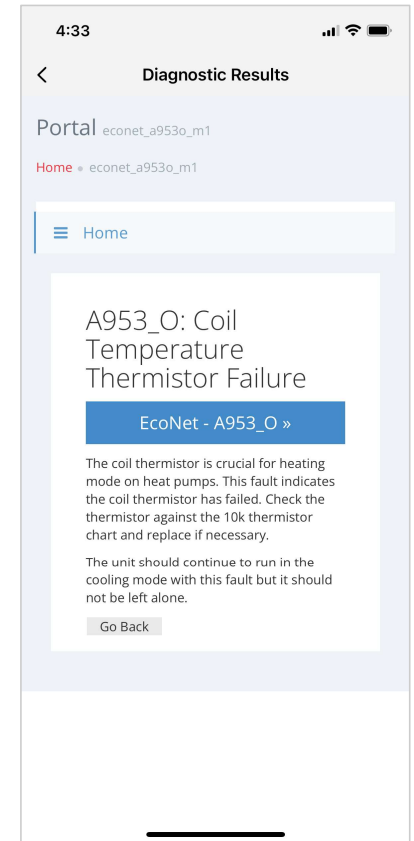 4:33
Diagnostic Results
Portal econet_a953o_m1
Home • econet_a953o_m1
Home
A953_O: Coil
Temperature
Thermistor Failure
EcoNet - A953_O »
The coil thermistor is crucial for heating
mode on heat pumps. This fault indicates
the coil thermistor has failed. Check the
thermistor against the 10k thermistor
chart and replace if necessary.
The unit should continue to run in the
cooling mode with this fault but it should
not be left alone.
Go Back